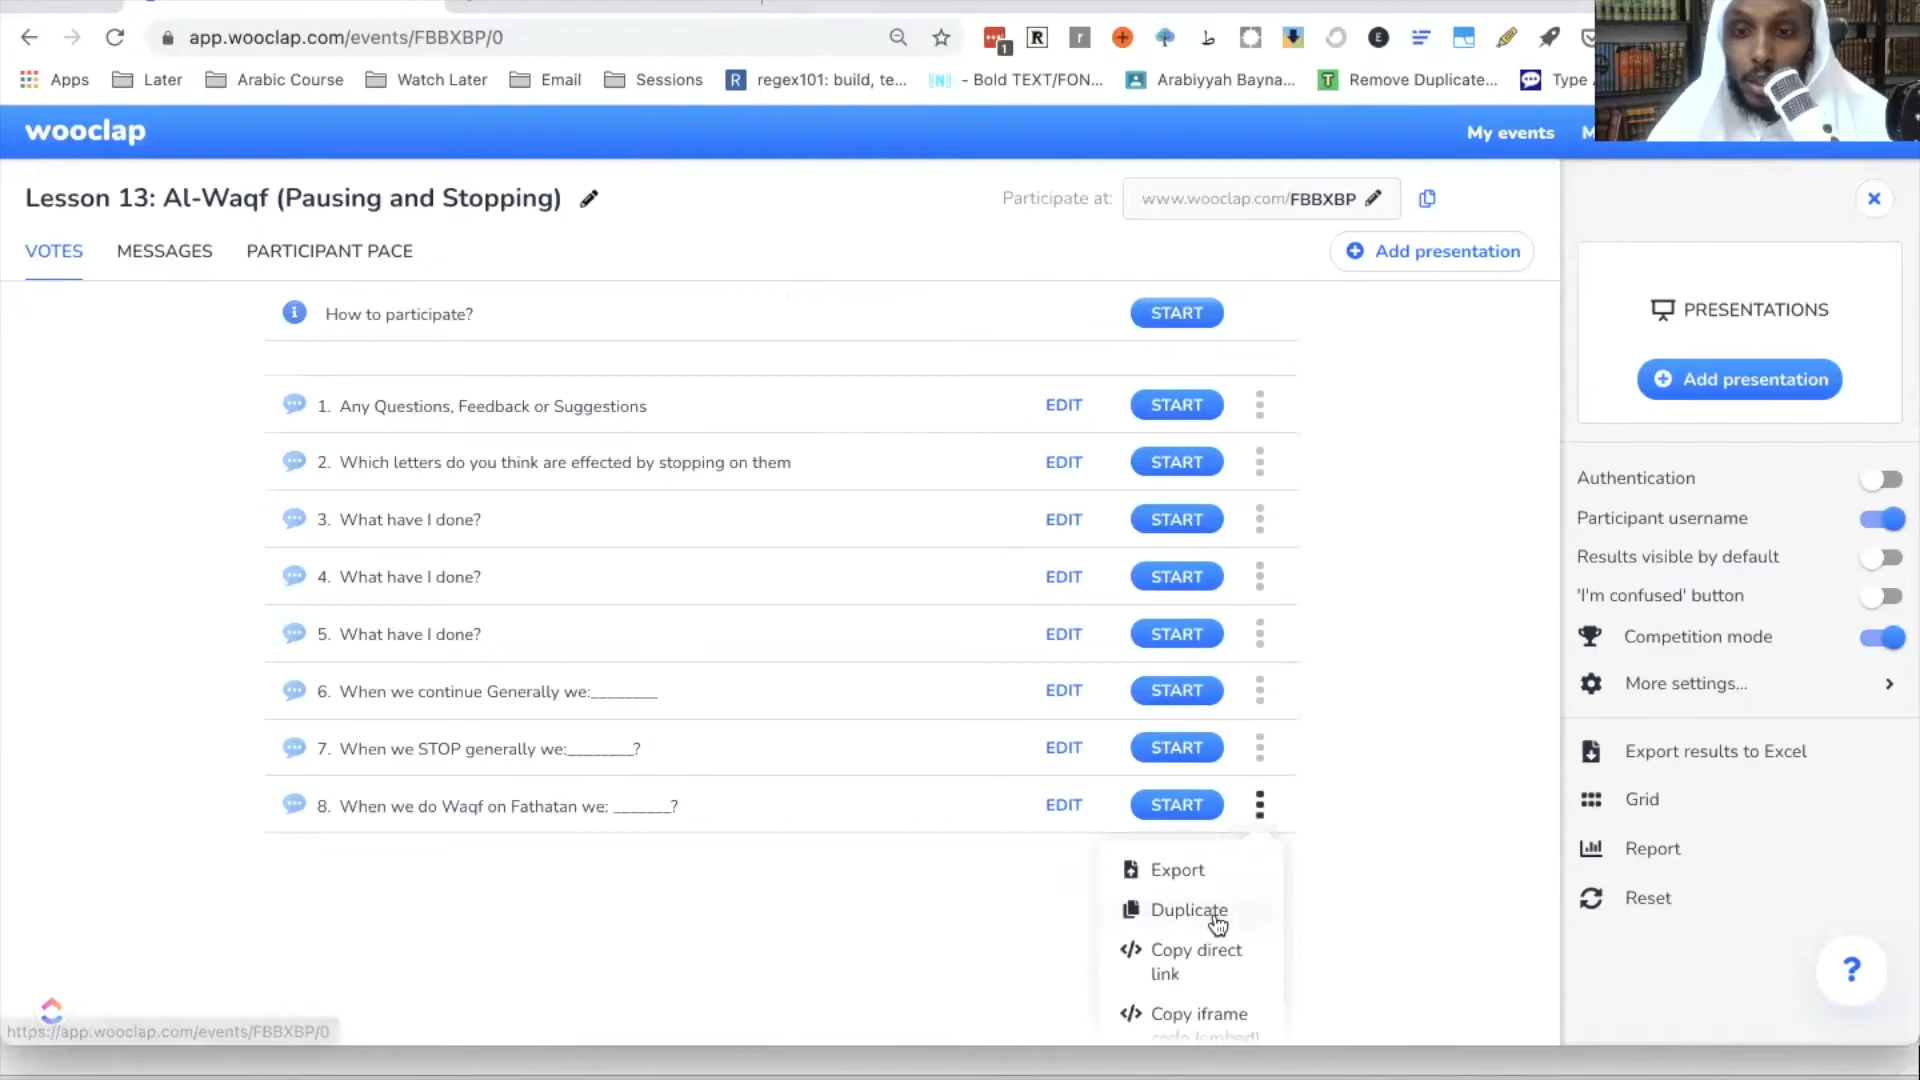 app.wooclap.com/events/FBBXBP/0
1
R
r
ط
E
Apps
Later
Arabic Course
Watch Later
Email
Sessions
R regex101: build, te...
[N] - Bold TEXT/FON...
Arabiyyah Bayna...
T Remove Duplicate...
Type
wooclap
My events
M
Lesson 13: Al-Waqf (Pausing and Stopping)
Participate at:
www.wooclap.com/FBBXBP
VOTES
MESSAGES
PARTICIPANT PACE
Add presentation
How to participate?
START
1. Any Questions, Feedback or Suggestions
EDIT
START
2. Which letters do you think are effected by stopping on them
EDIT
START
3. What have I done?
EDIT
START
4. What have I done?
EDIT
START
5. What have I done?
EDIT
START
6. When we continue Generally we:________
EDIT
START
7. When we STOP generally we:________?
EDIT
START
8. When we do Waqf on Fathatan we: _______?
EDIT
START
Export
Duplicate
Copy direct
link
Copy iframe
code (embed)
PRESENTATIONS
Add presentation
Authentication
Participant username
Results visible by default
'I'm confused' button
Competition mode
More settings...
Export results to Excel
Grid
Report
Reset
?
https://app.wooclap.com/events/FBBXBP/0